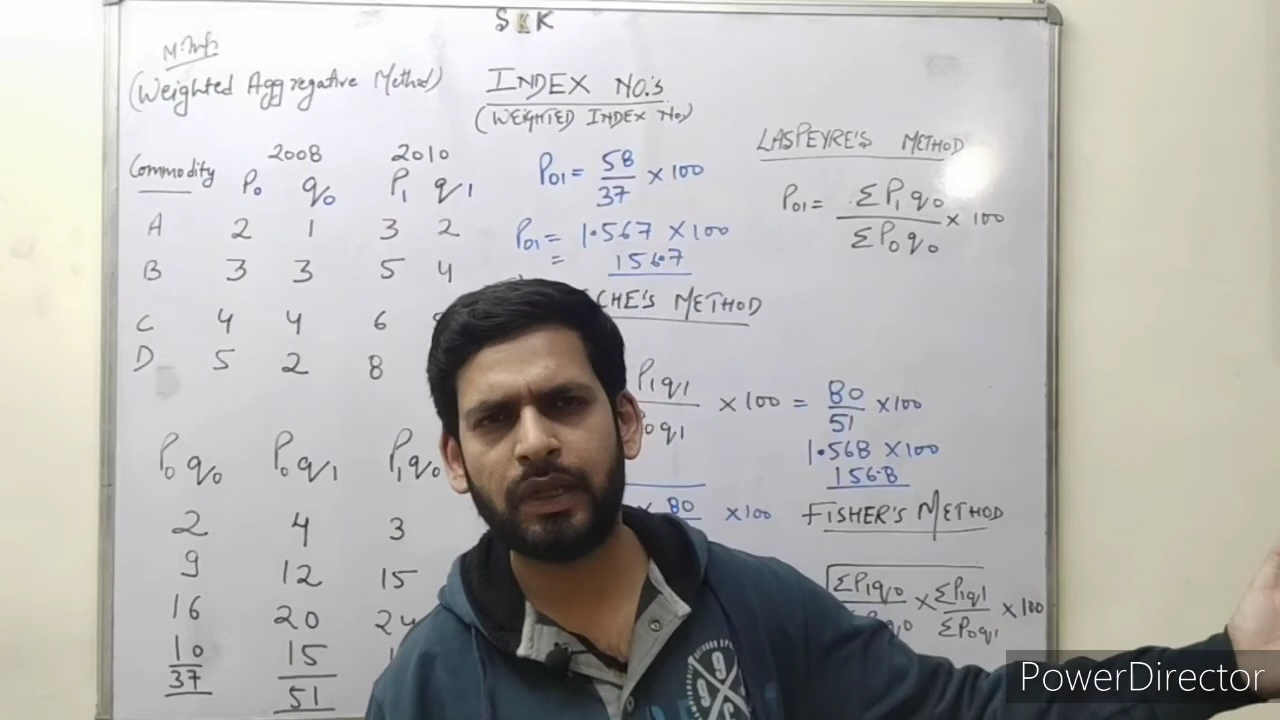 S K K
(Weighted Aggregative Method)
INDEX NO.'s
(WEIGHTED INDEX No.)
Commodity 2008 2010
P0 q0 P1 q1
A 2 1 3 2
B 3 3 5 4
C 4 4 6
D 5 2 8
P01 = 58/37 × 100
P01 = 1.567 × 100
= 156.7
LASPEYRE'S METHOD
P01 = ΣP1q0/ΣP0q0 × 100
CHE'S METHOD
P1q1/P0q1 × 100 = 80/51 × 100
1.568 × 100
156.8
P0q0 P0q1 P1q0
2 4 3
9 12 15
16 20 24
10 15 1
37 51
× 80 × 100
FISHER'S METHOD
√ΣP1q0/P0q0 × ΣP1q1/ΣP0q1 × 100
PowerDirector